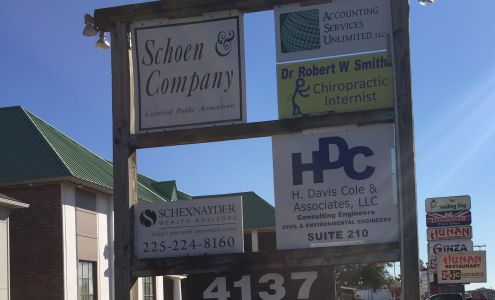 Schoen &
Company
Certified Public Accountants
ACCOUNTING
SERVICES
UNLIMITED, LLC
Dr. Robert W. Smith
Chiropractic
Internist
HDC
H. Davis Cole &
Associates, LLC
Consulting Engineers
CIVIL & ENVIRONMENTAL ENGINEERS
SUITE 210
S SCHEXNAYDER
WEALTH ADVISORS
225-224-8160
4137
HUNAN
GINZA
HUNAN
RESTAURANT